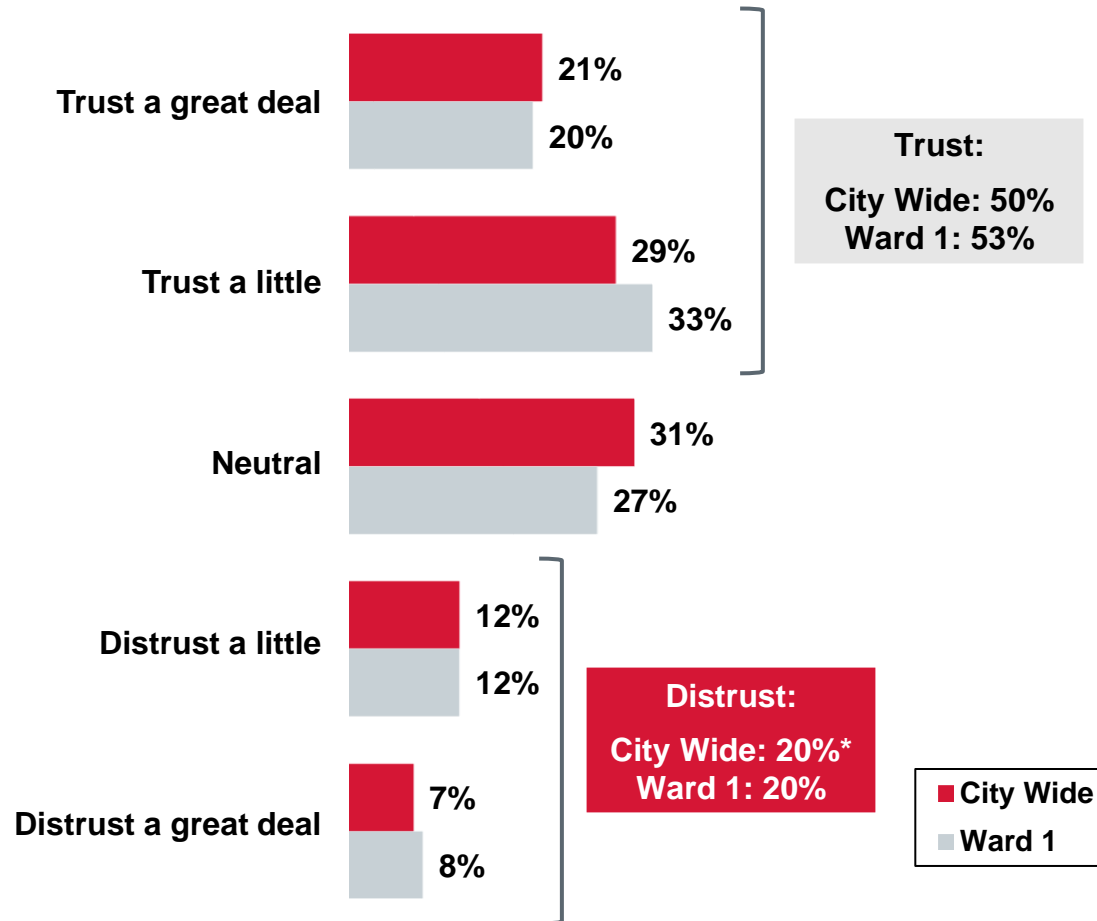 Trust a great deal
21%
20%
Trust:
City Wide: 50%
Ward 1: 53%
Trust a little
29%
33%
Neutral
31%
27%
Distrust a little
12%
12%
Distrust:
City Wide: 20%*
Ward 1: 20%
Distrust a great deal
7%
8%
City Wide
Ward 1